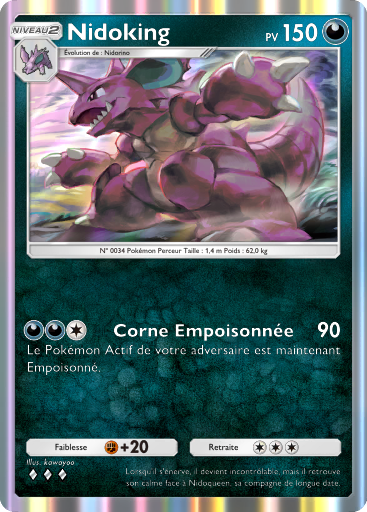 NIVEAU 2
Nidoking
PV 150
Évolution de : Nidorino
N° 0034 Pokémon Perceur Taille : 1,4 m Poids : 62,0 kg
Corne Empoisonnée 90
Le Pokémon Actif de votre adversaire est maintenant
Empoisonné.
Faiblesse +20 Retraite
Illus. kawayoo
Lorsqu'il s'énerve, il devient incontrôlable, mais il retrouve
son calme face à Nidoqueen, sa compagne de longue date.